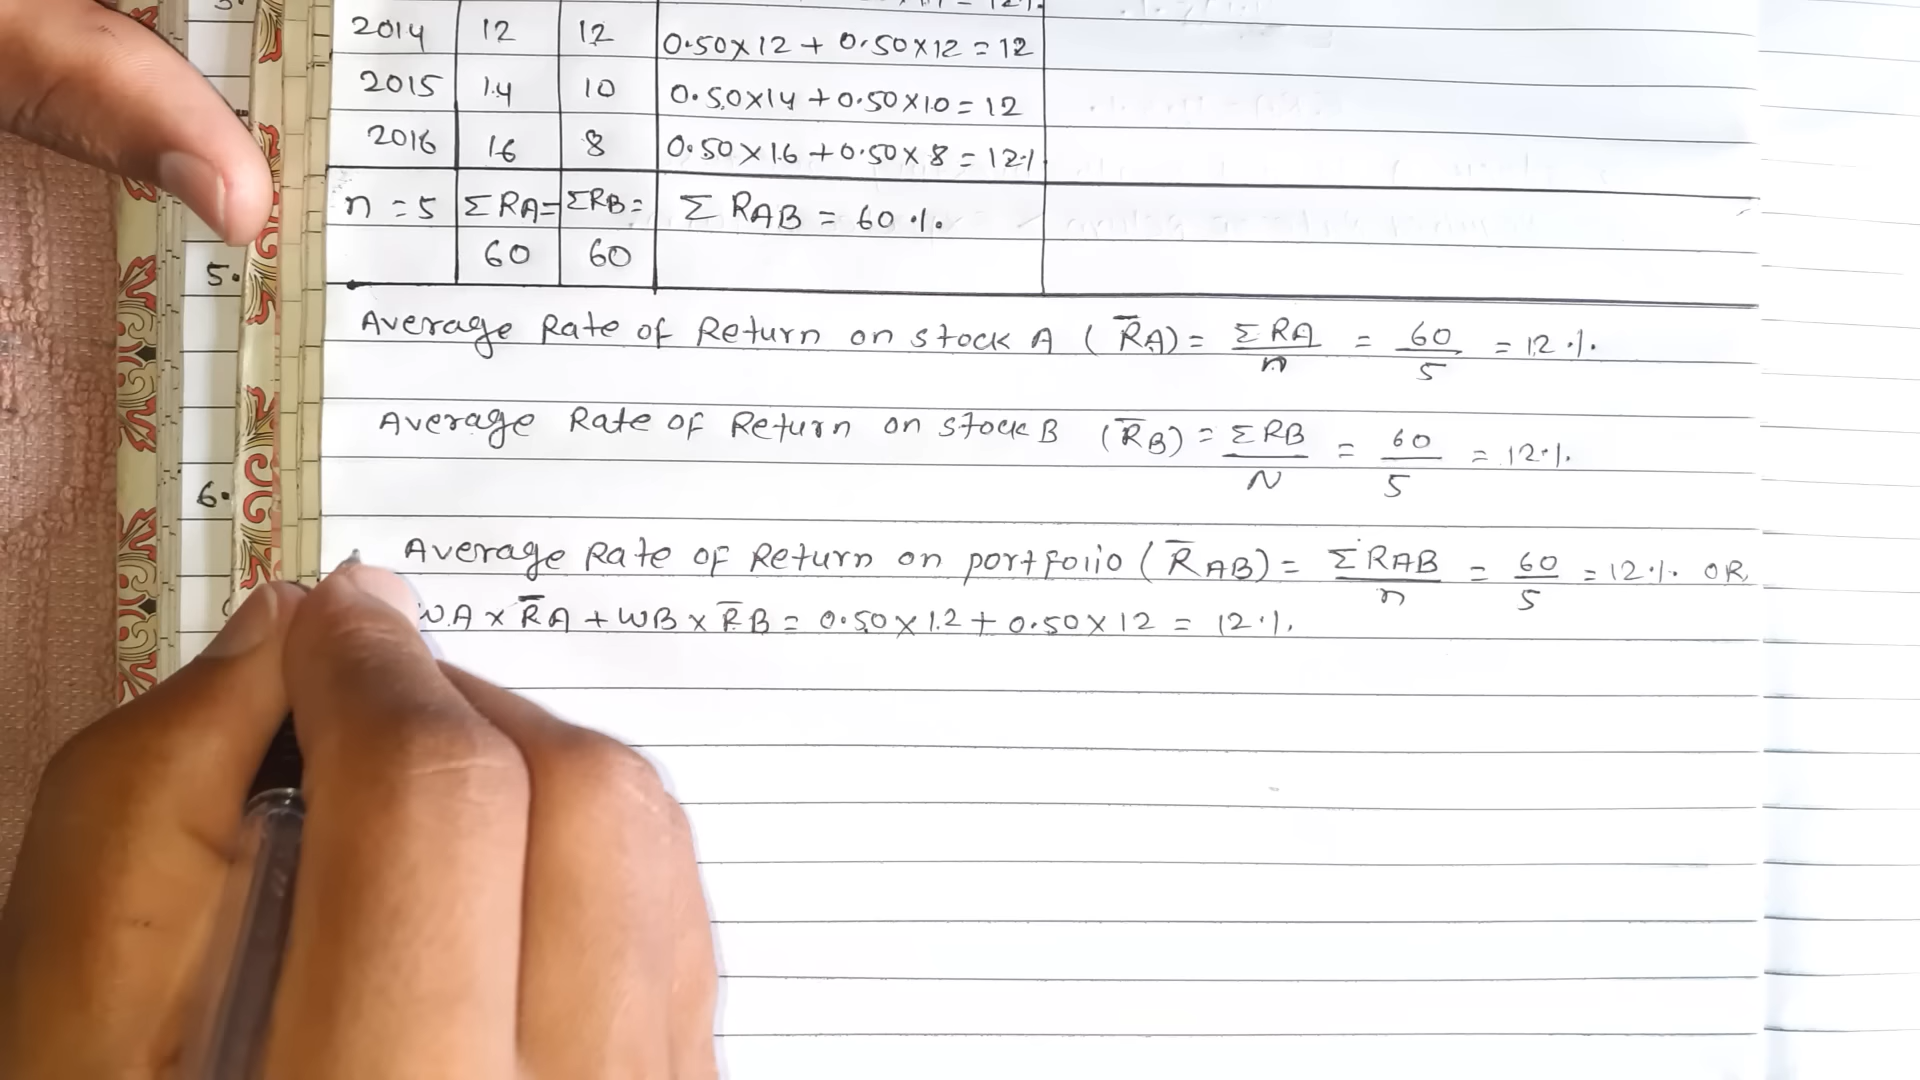 2014 12 12 0.50×12 + 0.50×12 = 12
2015 14 10 0.50×14 + 0.50×10 = 12
2016 16 8 0.50×16 + 0.50×8 = 12%
n = 5 ΣRA= ΣRB= ΣRAB = 60%
60 60
5.
Average Rate of Return on stock A (R̅A) = ΣRA/n = 60/5 = 12%
Average Rate of Return on stock B (R̅B) = ΣRB/N = 60/5 = 12%
6.
Average Rate of Return on portfolio (R̅AB) = ΣRAB/n = 60/5 = 12% OR
WA × R̅A + WB × R̅B = 0.50×12 + 0.50×12 = 12%